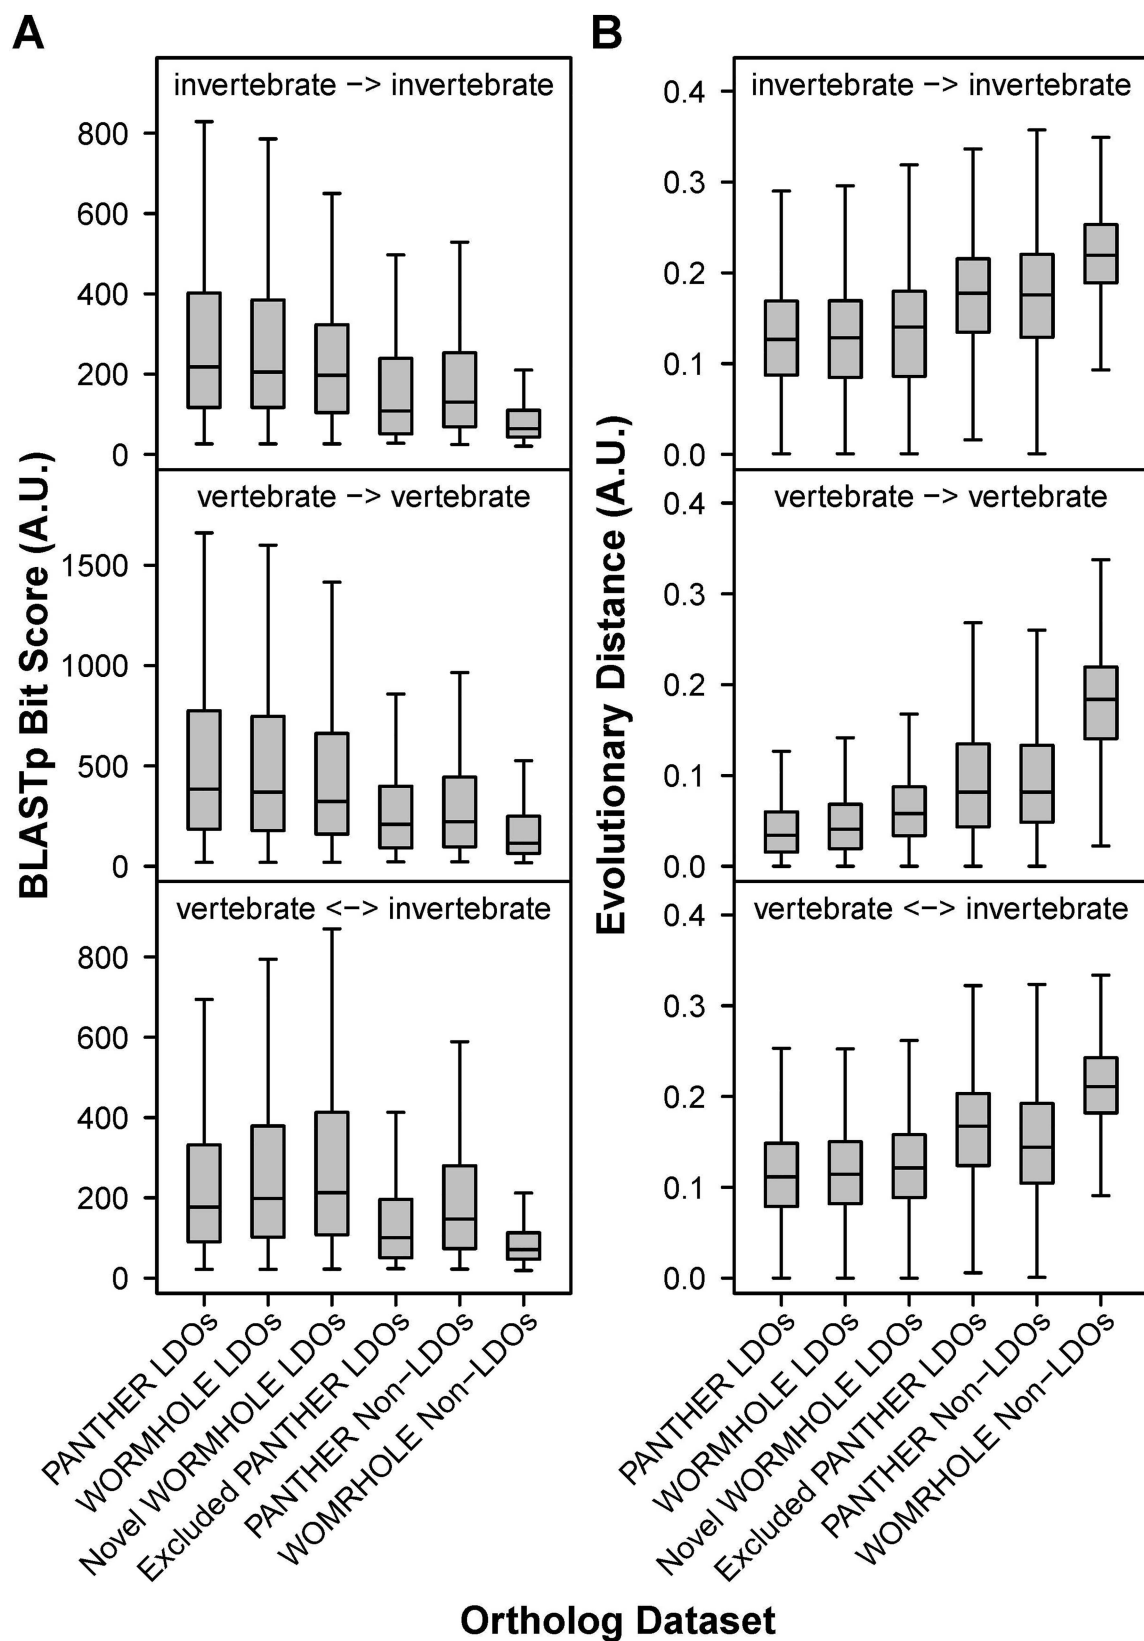 A
BLASTp Bit Score (A.U.)
invertebrate −> invertebrate
800
600
400
200
0
vertebrate −> vertebrate
1500
1000
500
0
vertebrate <−> invertebrate
800
600
400
200
0
PANTHER LDOs
WORMHOLE LDOs
Novel WORMHOLE LDOs
Excluded PANTHER LDOs
PANTHER Non−LDOs
WOMRHOLE Non−LDOs
B
Evolutionary Distance (A.U.)
invertebrate −> invertebrate
0.4
0.3
0.2
0.1
0.0
vertebrate −> vertebrate
0.4
0.3
0.2
0.1
0.0
vertebrate <−> invertebrate
0.4
0.3
0.2
0.1
0.0
PANTHER LDOs
WORMHOLE LDOs
Novel WORMHOLE LDOs
Excluded PANTHER LDOs
PANTHER Non−LDOs
WOMRHOLE Non−LDOs
Ortholog Dataset